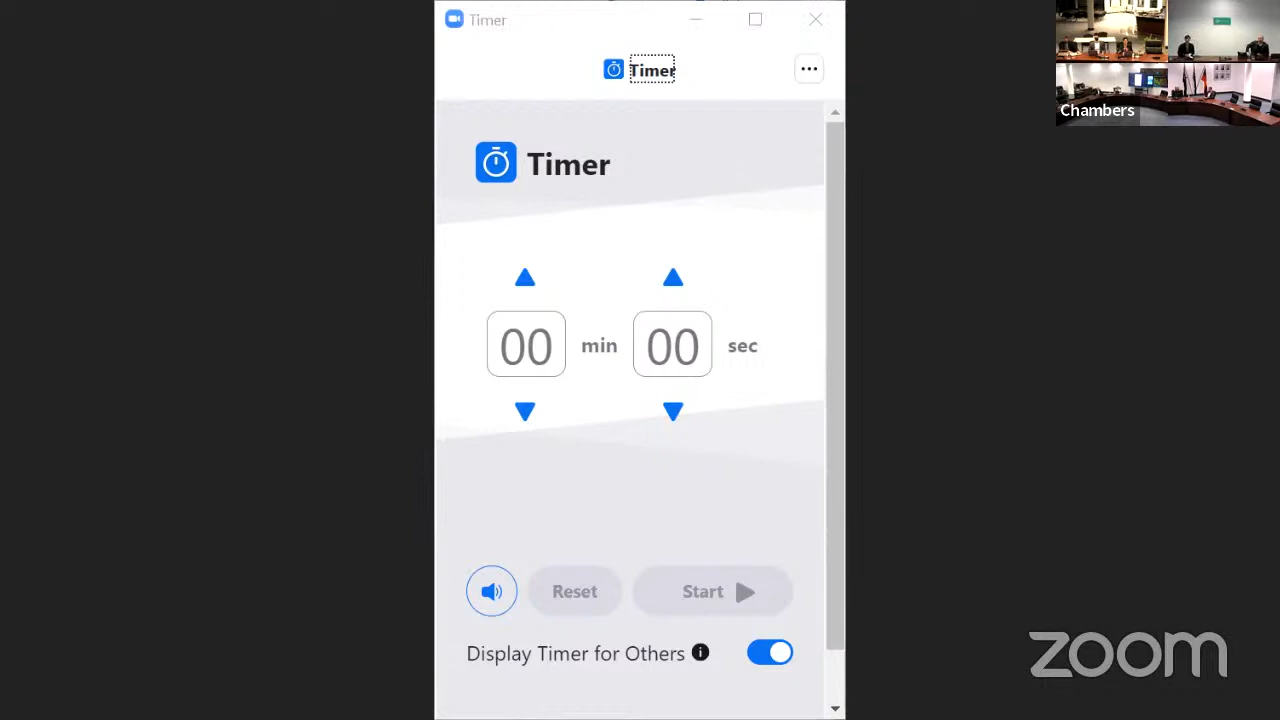 Timer
Timer
Chambers
Timer
00 min 00 sec
Reset Start
Display Timer for Others
zoom